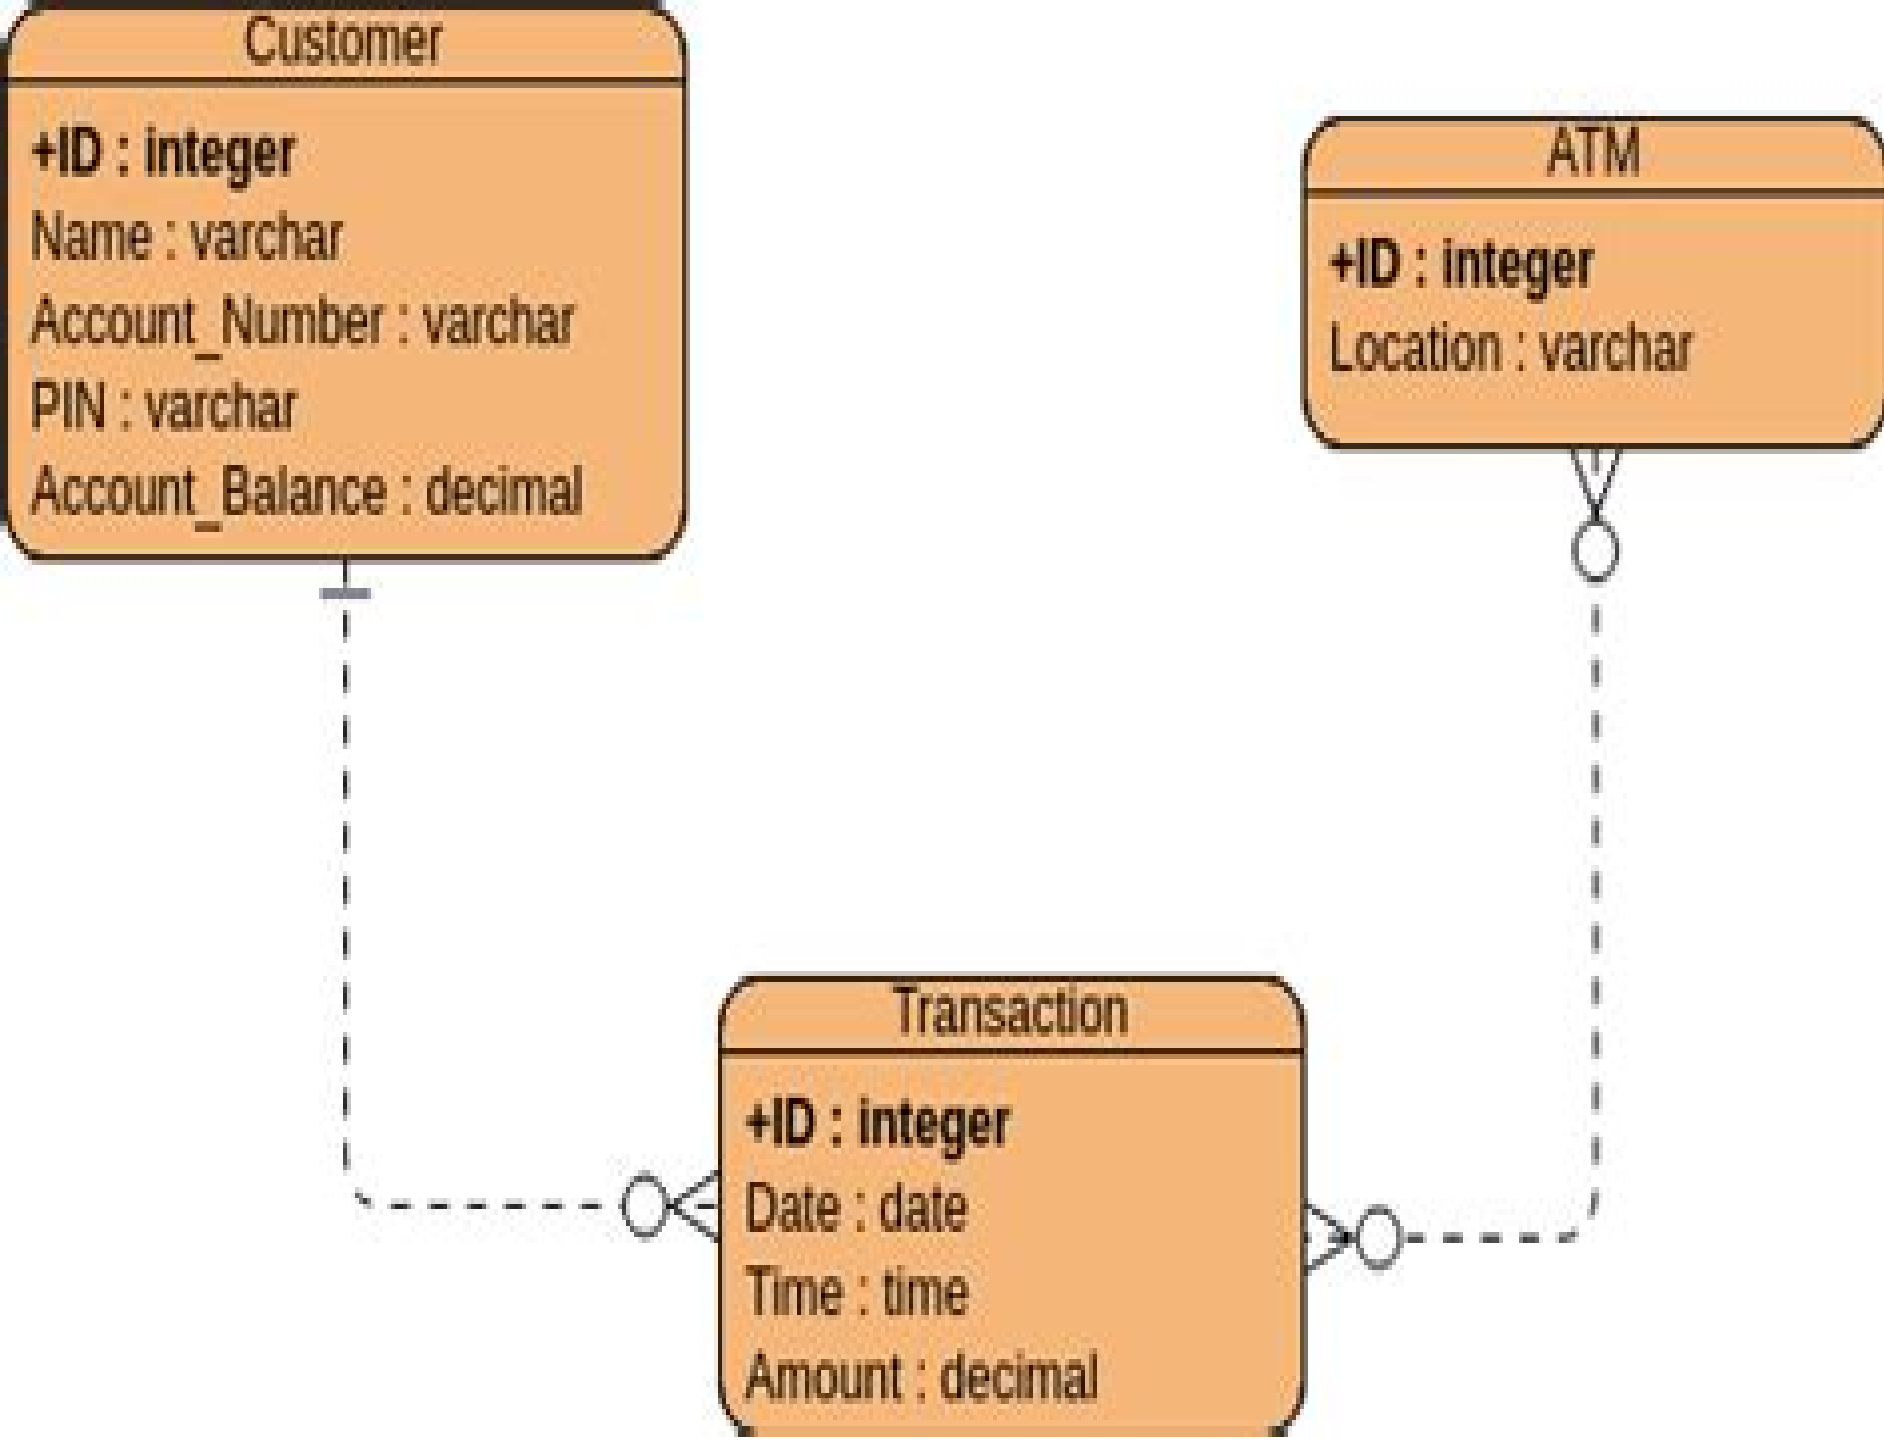 Customer
+ID : integer
Name : varchar
Account_Number : varchar
PIN : varchar
Account_Balance : decimal
ATM
+ID : integer
Location : varchar
Transaction
+ID : integer
Date : date
Time : time
Amount : decimal